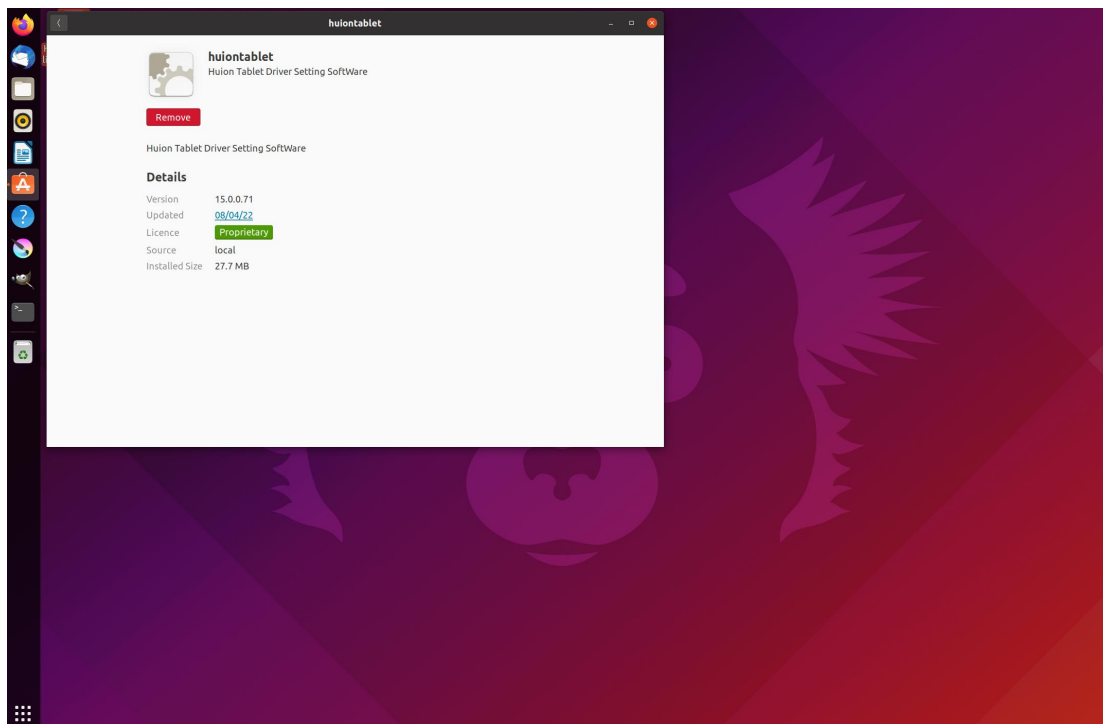 huiontablet
huiontablet
Huion Tablet Driver Setting SoftWare
Remove
Huion Tablet Driver Setting SoftWare
Details
Version 15.0.0.71
Updated 08/04/22
Licence Proprietary
Source local
Installed Size 27.7 MB